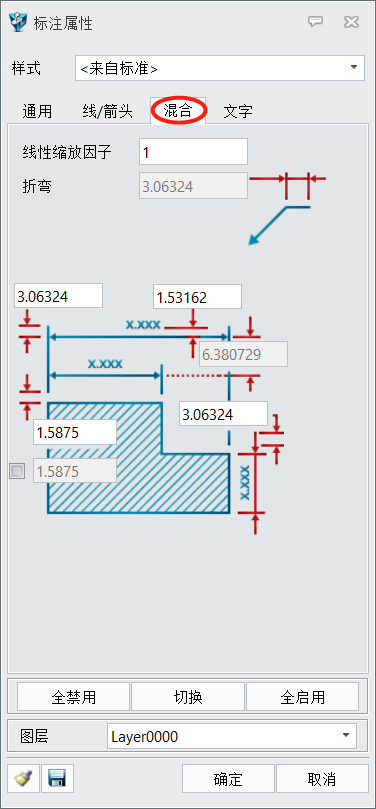 标注属性
样式 <来自标准>
通用 线/箭头 混合 文字
线性缩放因子 1
折弯 3.06324
3.06324 1.53162
x.xxx
6.380729
x.xxx
3.06324
1.5875
1.5875
x.xxx
全禁用 切换 全启用
图层 Layer0000
确定 取消